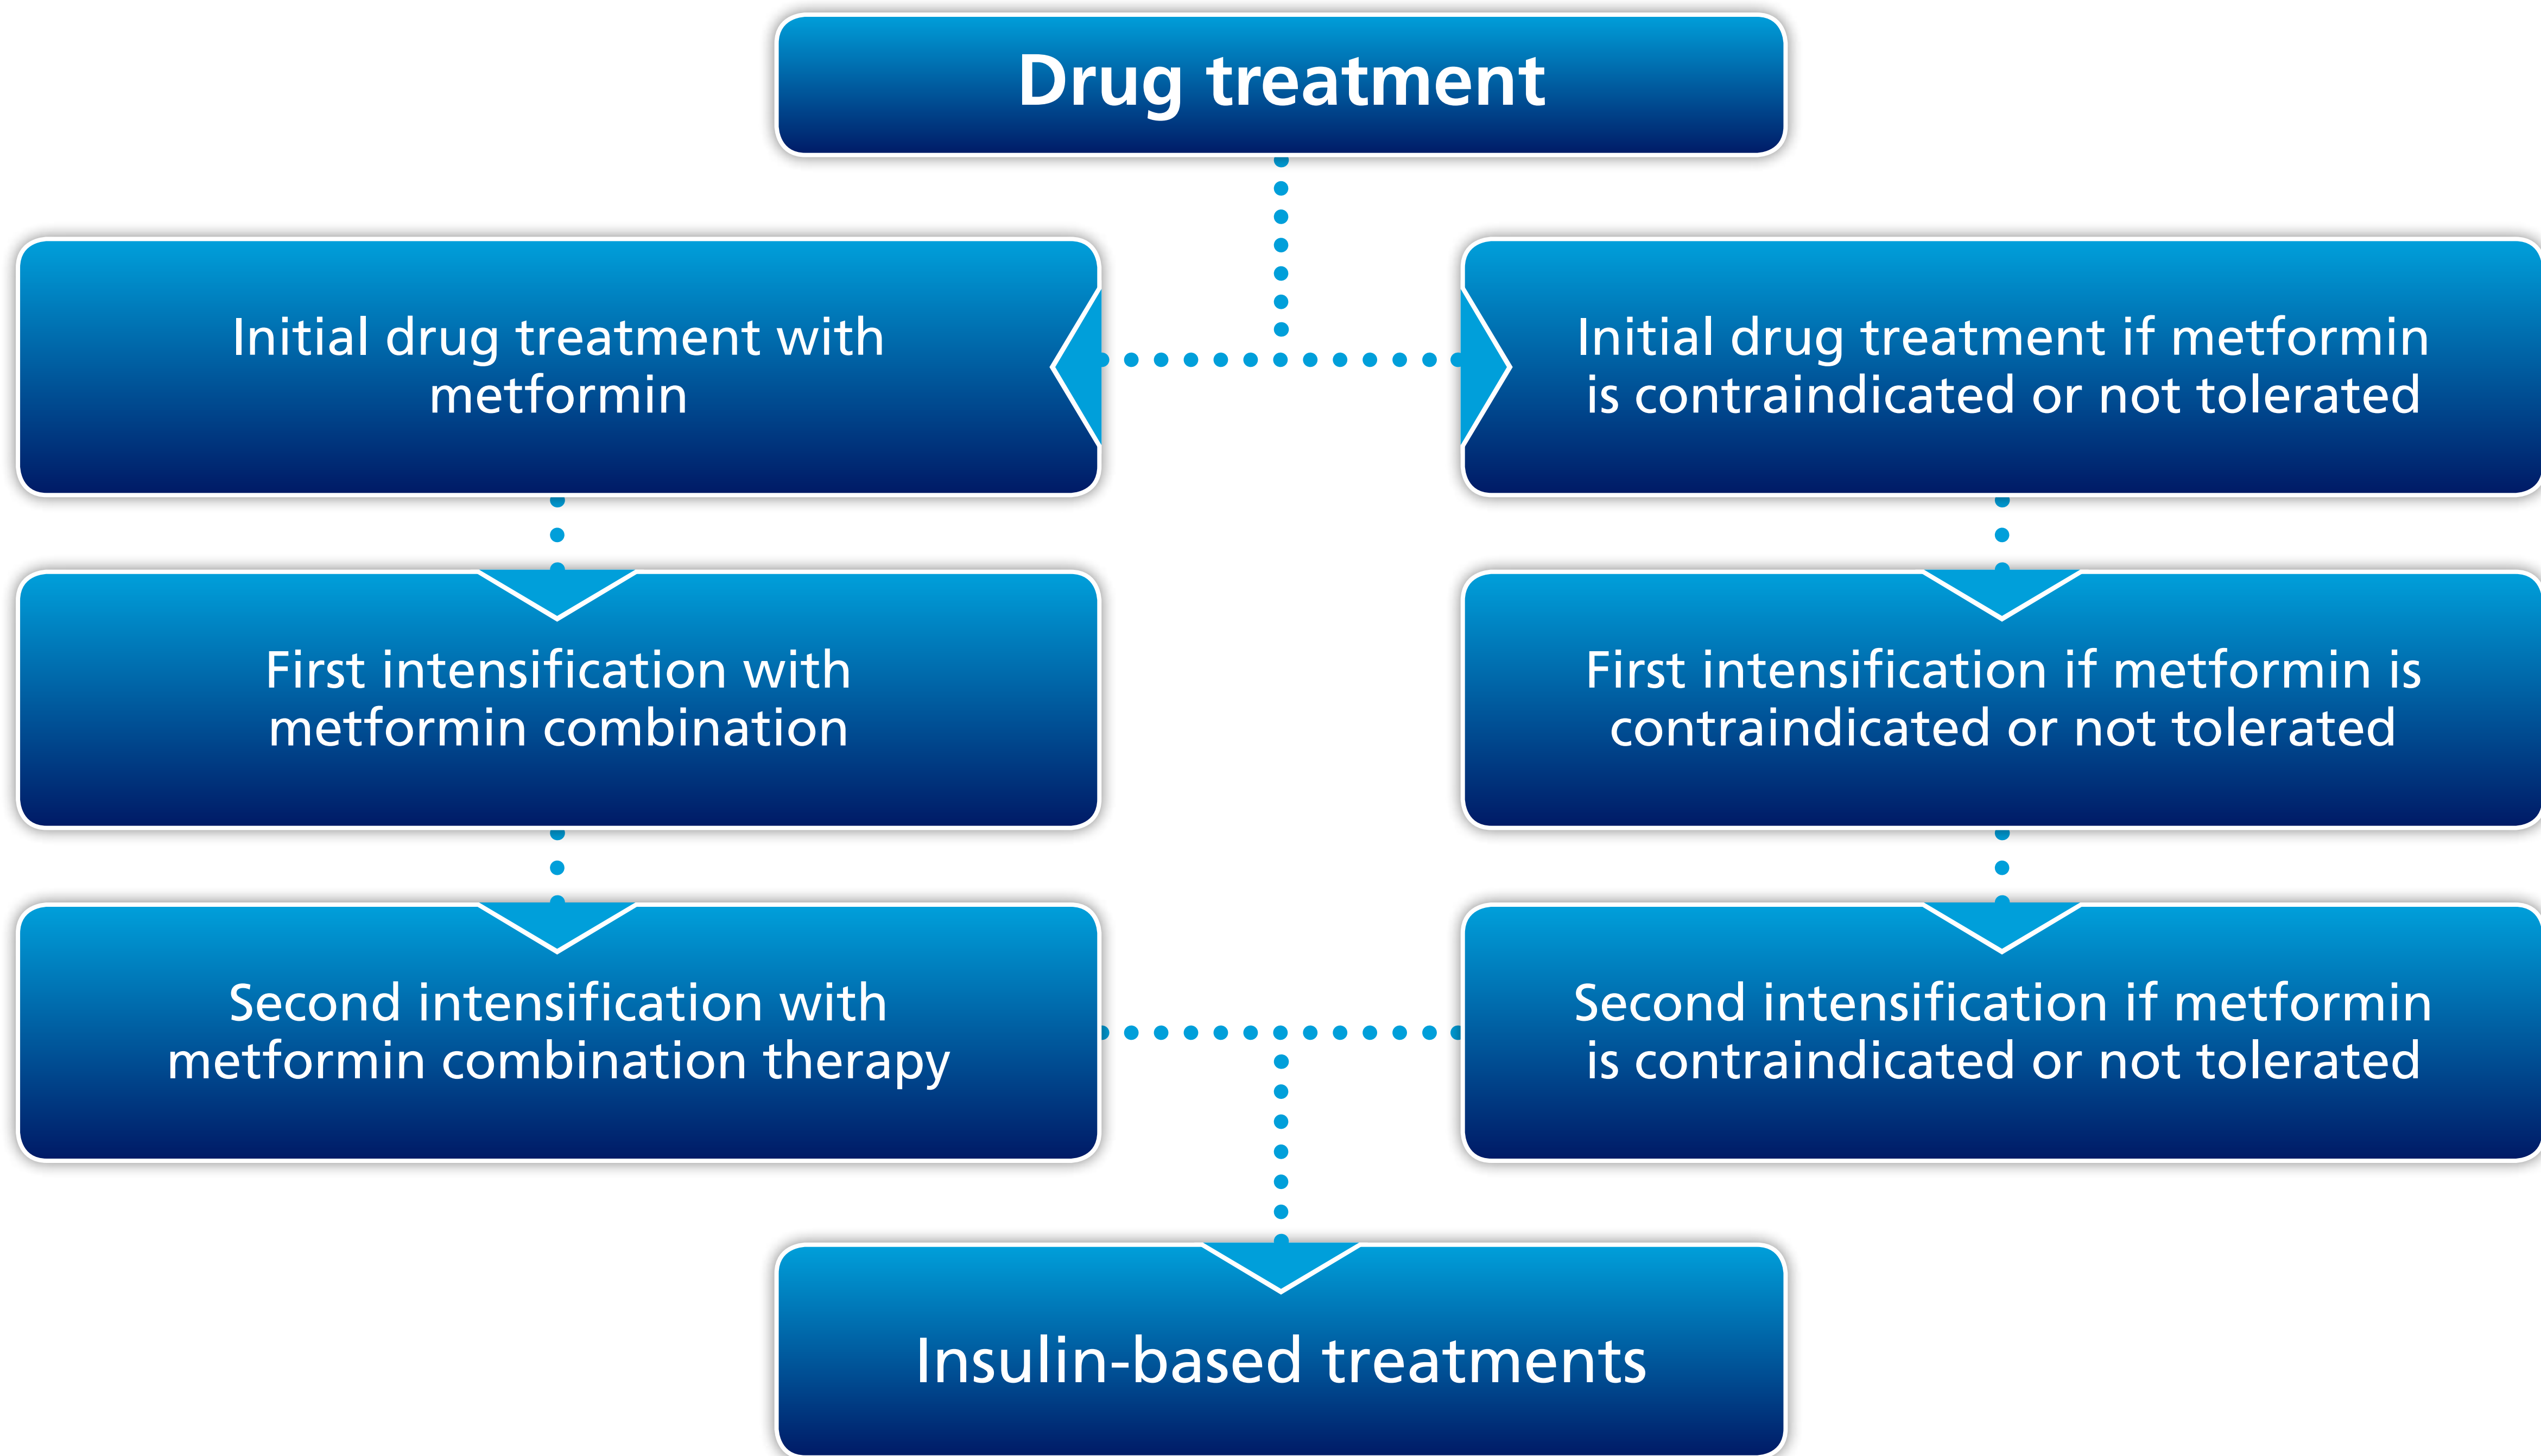 Drug treatment
Initial drug treatment with
metformin
Initial drug treatment if metformin
is contraindicated or not tolerated
First intensification with
metformin combination
First intensification if metformin is
contraindicated or not tolerated
Second intensification with
metformin combination therapy
Second intensification if metformin
is contraindicated or not tolerated
Insulin-based treatments